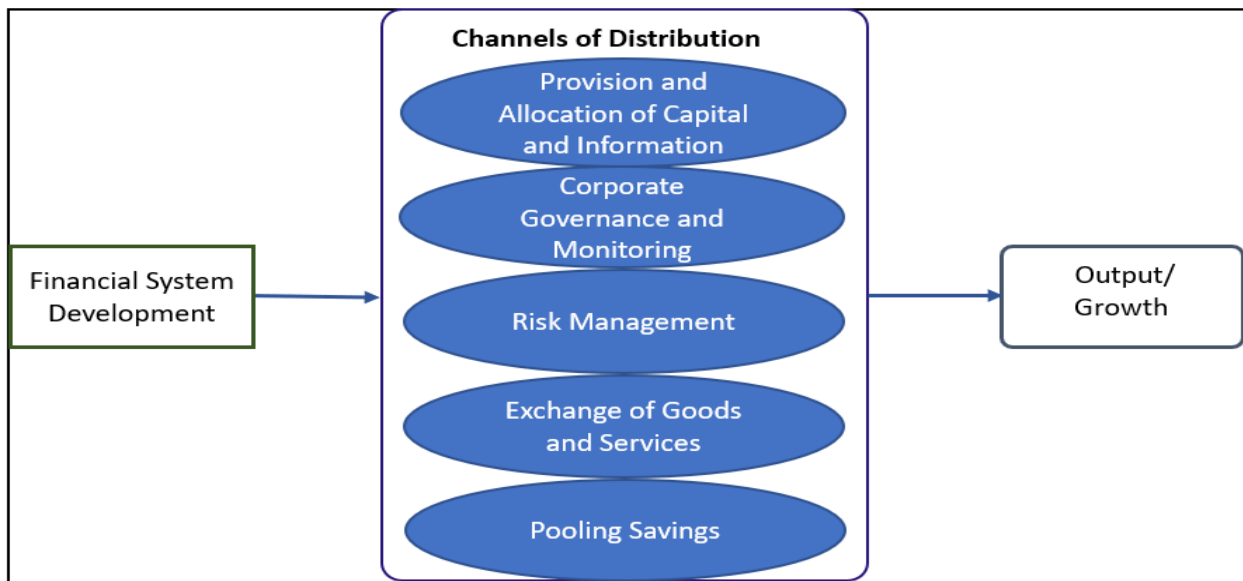 Channels of Distribution
Provision and
Allocation of Capital
and Information
Corporate
Governance and
Monitoring
Financial System
Development
Risk Management
Output/
Growth
Exchange of Goods
and Services
Pooling Savings